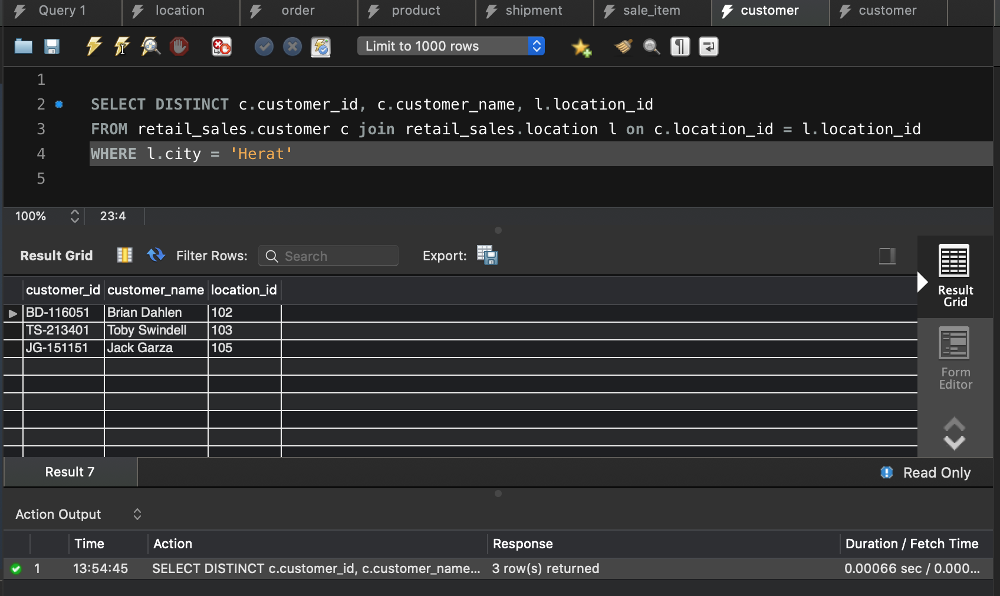 Query 1 location order product shipment sale_item customer customer
Limit to 1000 rows
1
2 SELECT DISTINCT c.customer_id, c.customer_name, l.location_id
3 FROM retail_sales.customer c join retail_sales.location l on c.location_id = l.location_id
4 WHERE l.city = 'Herat'
5
100% 23:4
Result Grid Filter Rows: Search Export:
customer_id customer_name location_id
BD-116051 Brian Dahlen 102
TS-213401 Toby Swindell 103
JG-151151 Jack Garza 105
Result
Grid
Form
Editor
Result 7 Read Only
Action Output
Time Action Response Duration / Fetch Time
1 13:54:45 SELECT DISTINCT c.customer_id, c.customer_name... 3 row(s) returned 0.00066 sec / 0.000...